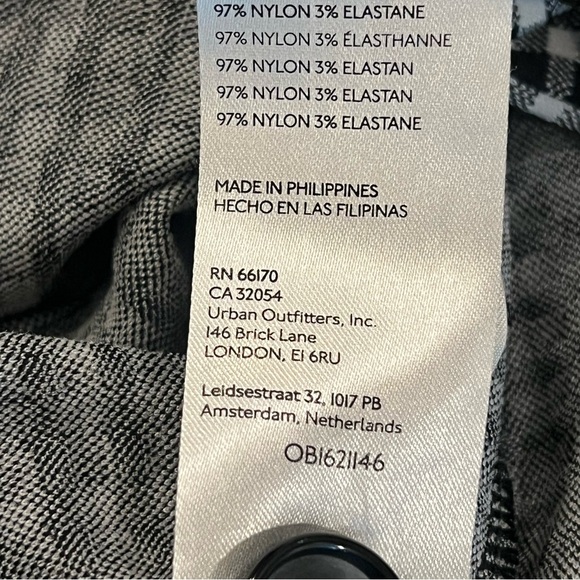 97% NYLON 3% ELASTANE
97% NYLON 3% ÉLASTHANNE
97% NYLON 3% ELASTAN
97% NYLON 3% ELASTAN
97% NYLON 3% ELASTANE
MADE IN PHILIPPINES
HECHO EN LAS FILIPINAS
RN 66170
CA 32054
Urban Outfitters, Inc.
146 Brick Lane
LONDON, E1 6RU
Leidsestraat 32, 1017 PB
Amsterdam, Netherlands
OB1621146